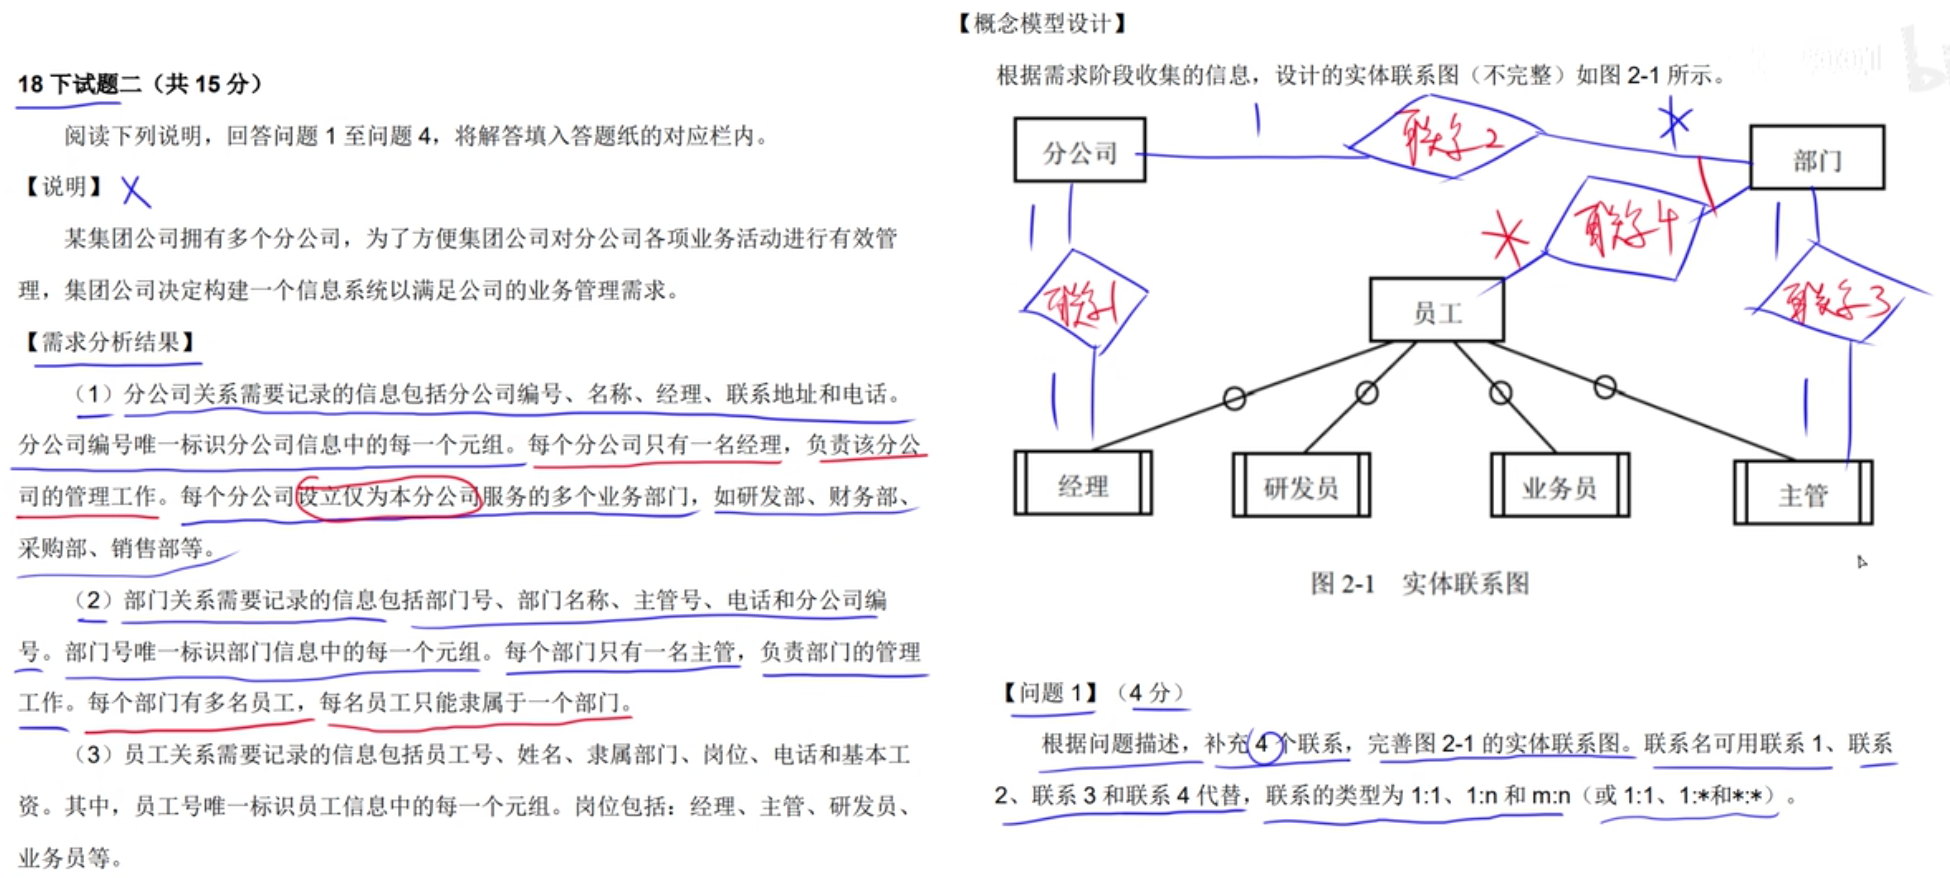 18 下试题二（共 15 分）
阅读下列说明，回答问题 1 至问题 4，将解答填入答题纸的对应栏内。
【说明】
某集团公司拥有多个分公司，为了方便集团公司对分公司各项业务活动进行有效管
理，集团公司决定构建一个信息系统以满足公司的业务管理需求。
【需求分析结果】
（1）分公司关系需要记录的信息包括分公司编号、名称、经理、联系地址和电话。
分公司编号唯一标识分公司信息中的每一个元组。每个分公司只有一名经理，负责该分公
司的管理工作。每个分公司设立仅为本分公司服务的多个业务部门，如研发部、财务部、
采购部、销售部等。
（2）部门关系需要记录的信息包括部门号、部门名称、主管号、电话和分公司编
号。部门号唯一标识部门信息中的每一个元组。每个部门只有一名主管，负责部门的管理
工作。每个部门有多名员工，每名员工只能隶属于一个部门。
（3）员工关系需要记录的信息包括员工号、姓名、隶属部门、岗位、电话和基本工
资。其中，员工号唯一标识员工信息中的每一个元组。岗位包括：经理、主管、研发员、
业务员等。
【概念模型设计】
根据需求阶段收集的信息，设计的实体联系图（不完整）如图 2-1 所示。
分公司
1
联系2
*
部门
1
联系4
1
*
1
联系1
员工
联系3
1
1
经理
研发员
业务员
主管
图 2-1 实体联系图
【问题 1】（4 分）
根据问题描述，补充 4 个联系，完善图 2-1 的实体联系图。联系名可用联系 1、联系
2、联系 3 和联系 4 代替，联系的类型为 1:1、1:n 和 m:n（或 1:1、1:*和*:*）。